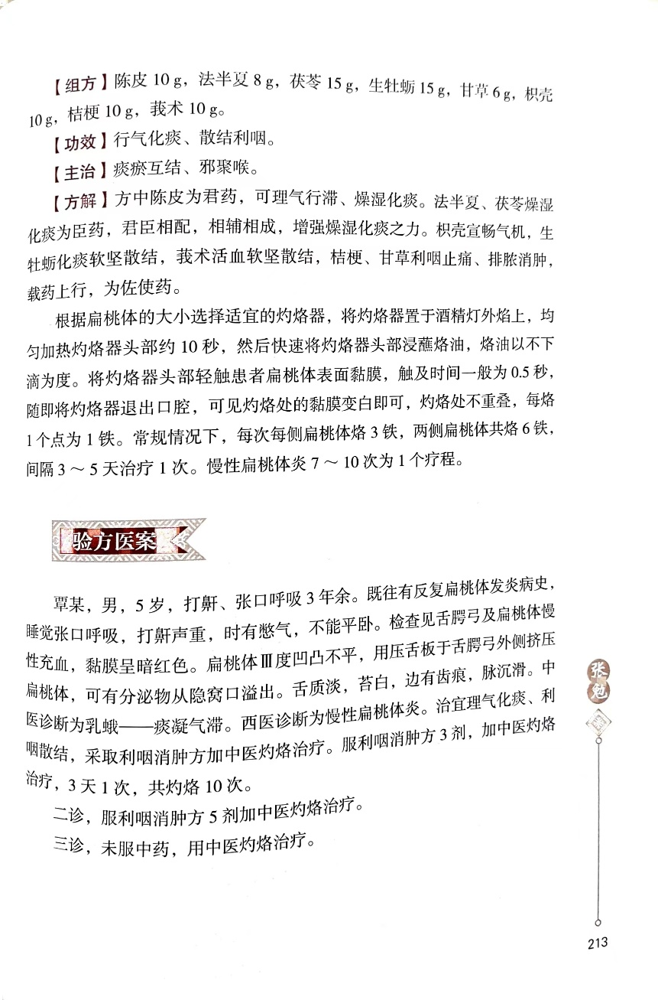 【组方】陈皮 10 g，法半夏 8 g，茯苓 15 g，生牡蛎 15 g，甘草 6 g，枳壳
10 g，桔梗 10 g，莪术 10 g。
【功效】行气化痰、散结利咽。
【主治】痰瘀互结、邪聚喉。
【方解】方中陈皮为君药，可理气行滞、燥湿化痰。法半夏、茯苓燥湿
化痰为臣药，君臣相配，相辅相成，增强燥湿化痰之力。枳壳宣畅气机，生
牡蛎化痰软坚散结，莪术活血软坚散结，桔梗、甘草利咽止痛、排脓消肿，
载药上行，为佐使药。
根据扁桃体的大小选择适宜的灼烙器，将灼烙器置于酒精灯外焰上，均
匀加热灼烙器头部约 10 秒，然后快速将灼烙器头部浸蘸烙油，烙油以不下
滴为度。将灼烙器头部轻触患者扁桃体表面黏膜，触及时间一般为 0.5 秒，
随即将灼烙器退出口腔，可见灼烙处的黏膜变白即可，灼烙处不重叠，每烙
1 个点为 1 铁。常规情况下，每次每侧扁桃体烙 3 铁，两侧扁桃体共烙 6 铁，
间隔 3 ～ 5 天治疗 1 次。慢性扁桃体炎 7 ～ 10 次为 1 个疗程。
验方医案
覃某，男，5 岁，打鼾、张口呼吸 3 年余。既往有反复扁桃体发炎病史，
睡觉张口呼吸，打鼾声重，时有憋气，不能平卧。检查见舌腭弓及扁桃体慢
性充血，黏膜呈暗红色。扁桃体Ⅲ度凹凸不平，用压舌板于舌腭弓外侧挤压
扁桃体，可有分泌物从隐窝口溢出。舌质淡，苔白，边有齿痕，脉沉滑。中
医诊断为乳蛾——痰凝气滞。西医诊断为慢性扁桃体炎。治宜理气化痰、利
咽散结，采取利咽消肿方加中医灼烙治疗。服利咽消肿方 3 剂，加中医灼烙
治疗，3 天 1 次，共灼烙 10 次。
二诊，服利咽消肿方 5 剂加中医灼烙治疗。
三诊，未服中药，用中医灼烙治疗。
张勉
213